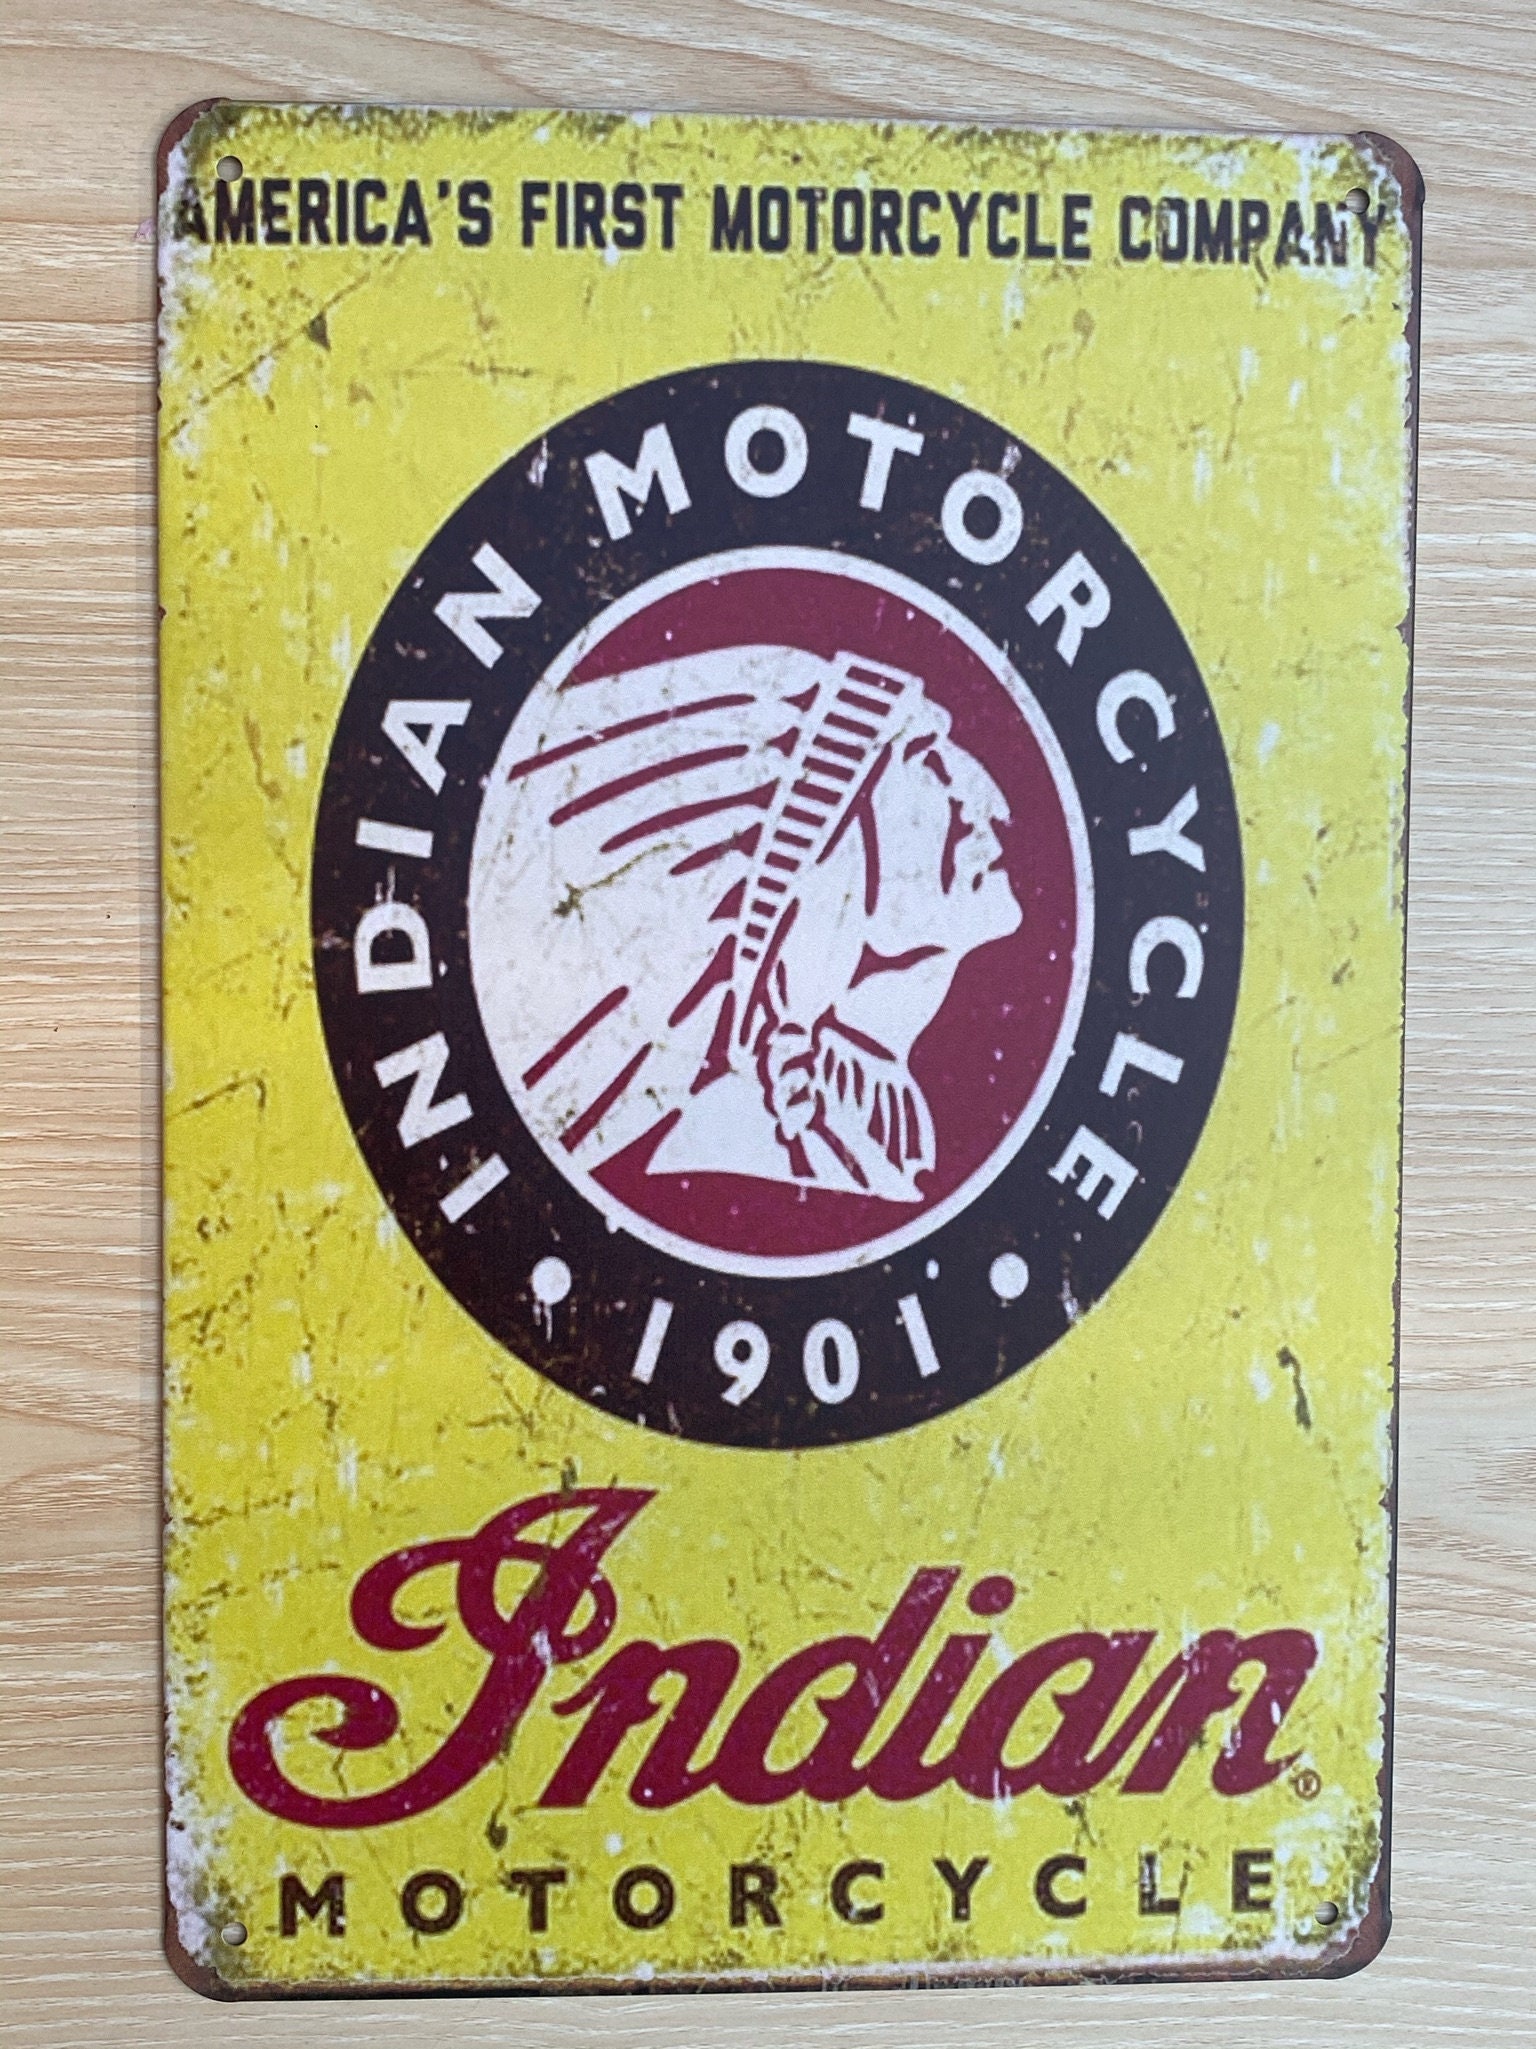 AMERICA'S FIRST MOTORCYCLE COMPANY
INDIAN MOTORCYCLE
• 1901 •
Indian®
MOTORCYCLE